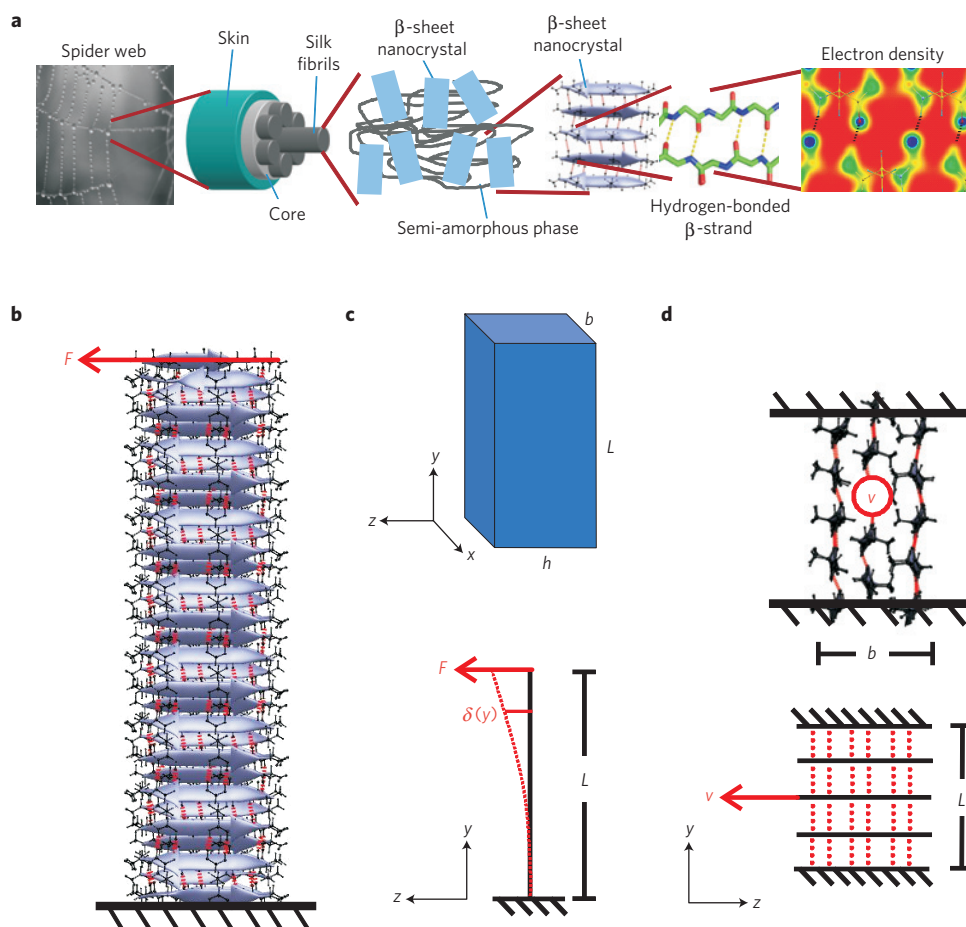 a
Spider web
Skin
Silk
fibrils
β-sheet
nanocrystal
β-sheet
nanocrystal
Electron density
Core
Semi-amorphous phase
Hydrogen-bonded
β-strand
b
F
c
b
L
y
z
x
h
F
δ(y)
L
y
z
d
v
b
v
L
y
z